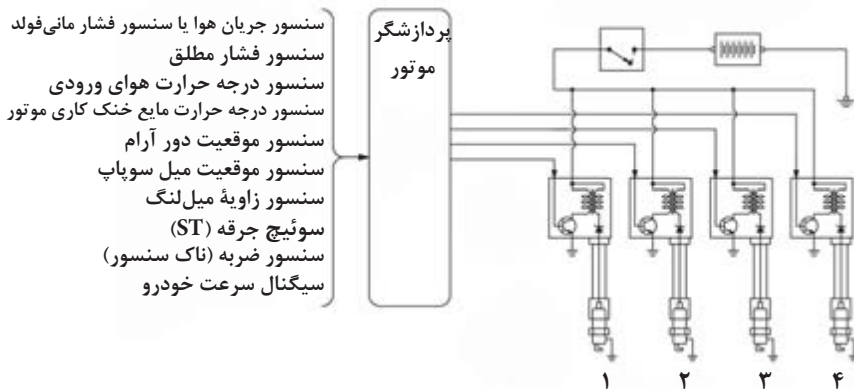 سنسور جریان هوا یا سنسور فشار مانی‌فولد
سنسور فشار مطلق
سنسور درجه حرارت هوای ورودی
سنسور درجه حرارت مایع خنک کاری موتور
سنسور موقعیت دور آرام
سنسور موقعیت میل سوپاپ
سنسور زاویۀ میل‌لنگ
سوئیچ جرقه (ST)
سنسور ضربه (ناک سنسور)
سیگنال سرعت خودرو
پردازشگر
موتور
۱ ۲ ۳ ۴